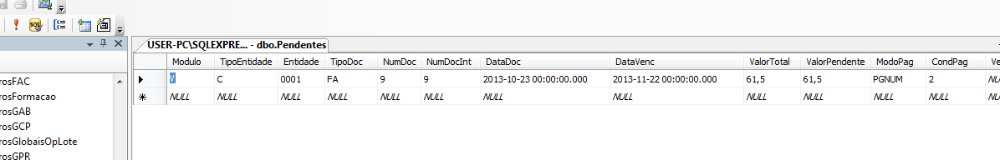 SQL
USER-PC\SQLEXPRE... - dbo.Pendentes
Modulo TipoEntidade Entidade TipoDoc NumDoc NumDocInt DataDoc DataVenc ValorTotal ValorPendente ModoPag CondPag Ve
V C 0001 FA 9 9 2013-10-23 00:00:00.000 2013-11-22 00:00:00.000 61,5 61,5 PGNUM 2 NU
NULL NULL NULL NULL NULL NULL NULL NULL NULL NULL NULL NULL NU
rosFAC
rosFormacao
rosGAB
rosGCP
rosGlobaisOpLote
rosGPR